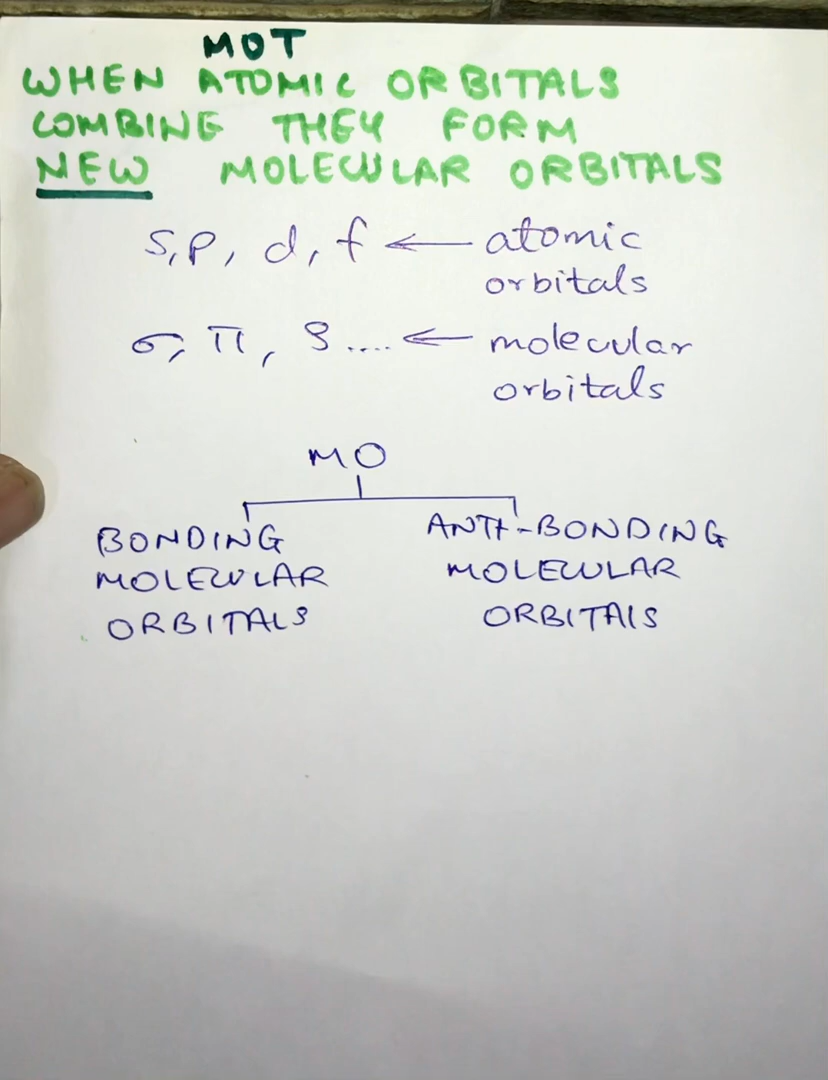 MOT
WHEN ATOMIC ORBITALS
COMBINE THEY FORM
NEW MOLECULAR ORBITALS
s, p, d, f ← atomic
orbitals
σ, π, δ .... ← molecular
orbitals
MO
BONDING
MOLECULAR
ORBITALS
ANTI-BONDING
MOLECULAR
ORBITALS